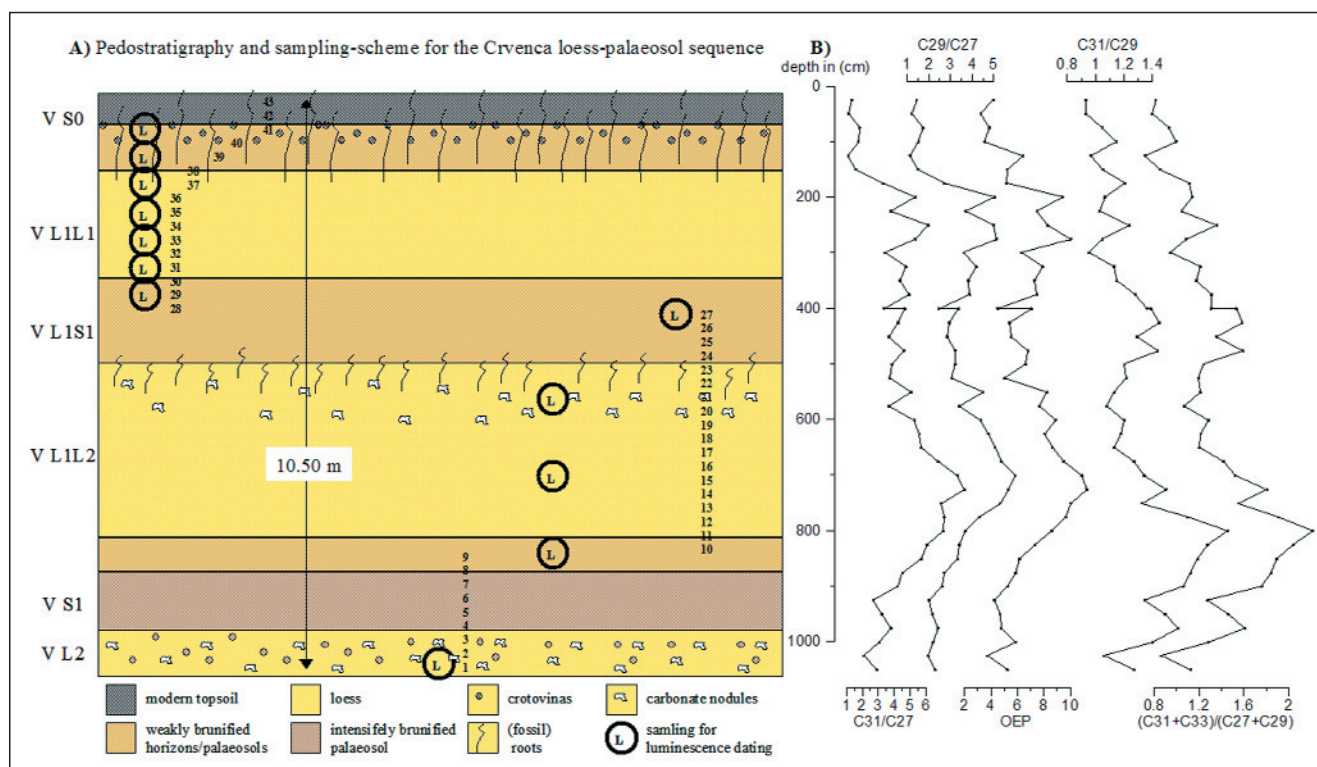 A) Pedostratigraphy and sampling-scheme for the Crvenca loess-palaeosol sequence
V S0
V L1L1
V L1S1
V L1L2
V S1
V L2
43
42
41
40
39
38
37
36
35
34
33
32
31
30
29
28
27
26
25
24
23
22
21
20
19
18
17
16
15
14
13
12
11
10
9
8
7
6
5
4
3
2
1
L
L
L
L
L
L
L
L
L
L
L
L
10.50 m
modern topsoil
loess
crotovinas
carbonate nodules
weakly brunified
horizons/palaeosols
intensifely brunified
palaeosol
(fossil)
roots
L
samling for
luminescence dating
B)
C29/C27
C31/C29
depth in (cm)
1 2 3 4 5
0.8 1 1.2 1.4
0
200
400
600
800
1000
1 2 3 4 5 6
2 4 6 8 10
0.8 1.2 1.6 2
C31/C27
OEP
(C31+C33)/(C27+C29)